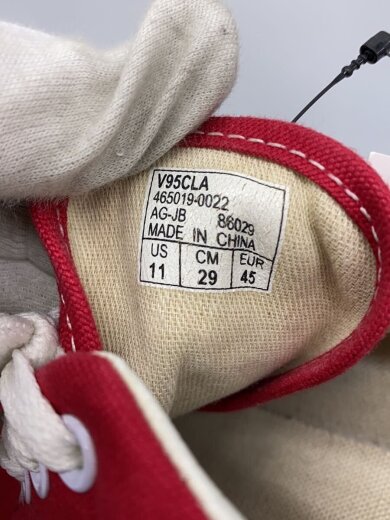 V95CLA
465019-0022
AG-JB 86029
MADE IN CHINA
US CM EUR
11 29 45